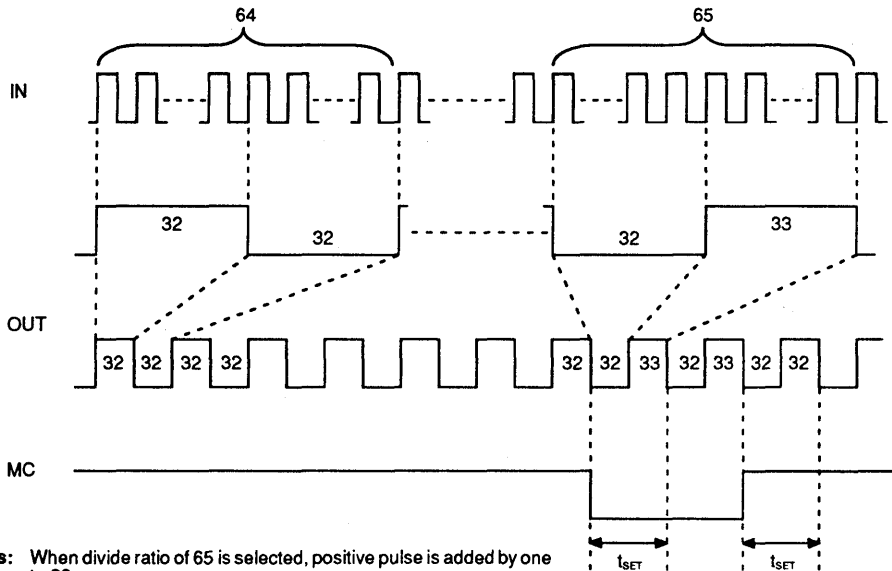 64 65
IN
32 32 32 33
OUT
32 32 32 32 32 32 33 32 33 32 32
MC
tSET tSET
s: When divide ratio of 65 is selected, positive pulse is added by one